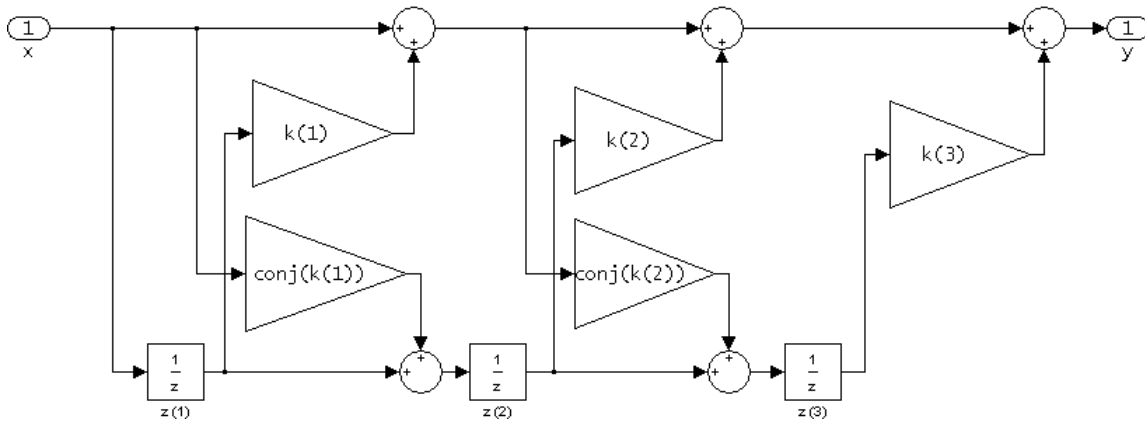 1
x
+
+
+
+
+
+
1
y
k(1)
k(2)
k(3)
conj(k(1))
conj(k(2))
1
z
z(1)
+
+
1
z
z(2)
+
+
1
z
z(3)